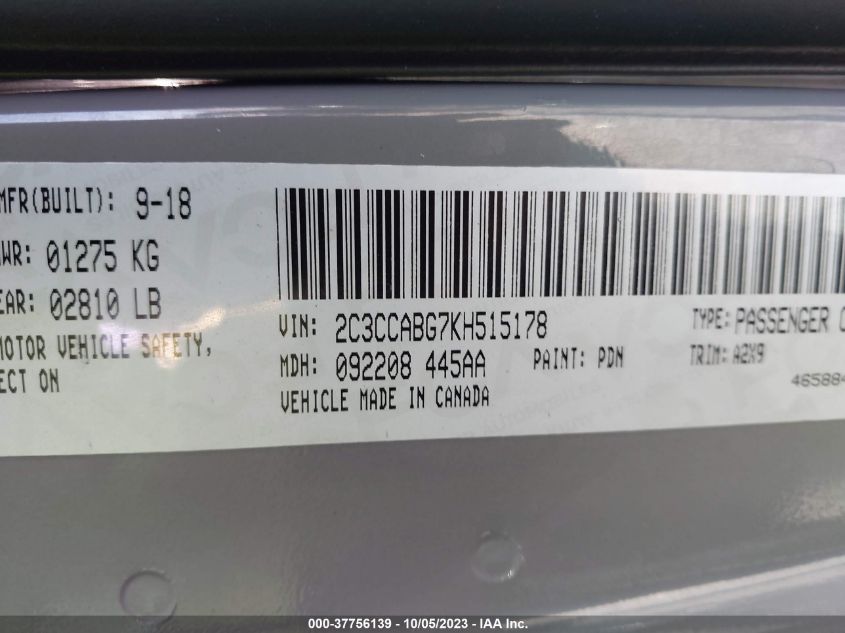 MFR(BUILT): 9-18
WR: 01275 KG
EAR: 02810 LB
MOTOR VEHICLE SAFETY,
ECT ON
VIN: 2C3CCABG7KH515178
TYPE: PASSENGER C
MDH: 092208 445AA PAINT: PDN TRIM: A2X9
VEHICLE MADE IN CANADA
465884
000-37756139 - 10/05/2023 - IAA Inc.